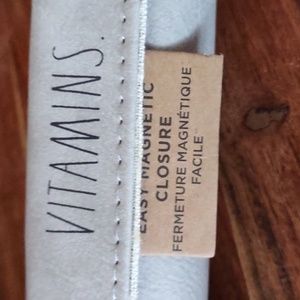 VITAMINS.
EASY MAGNETIC
CLOSURE
FERMETURE MAGNÉTIQUE
FACILE